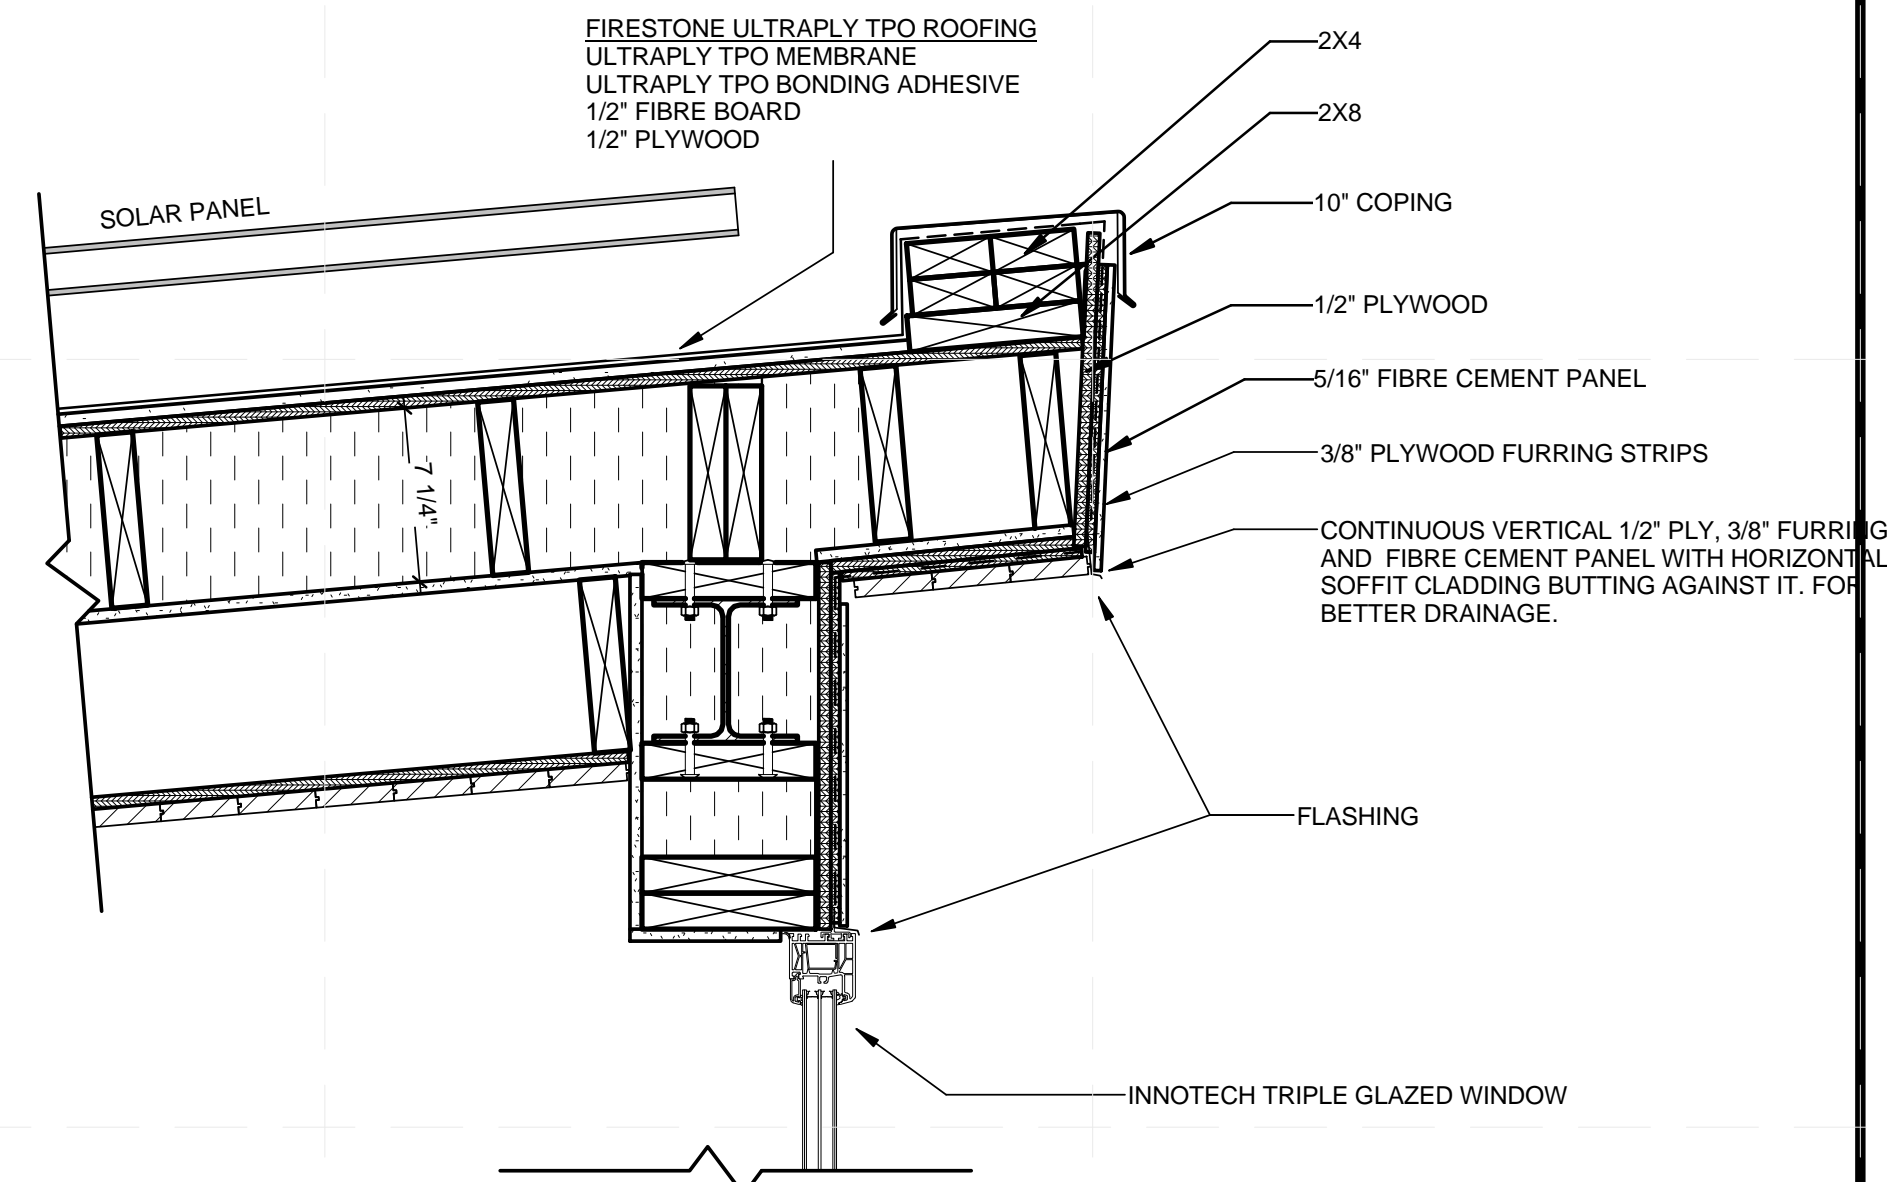 FIRESTONE ULTRAPLY TPO ROOFING
ULTRAPLY TPO MEMBRANE
ULTRAPLY TPO BONDING ADHESIVE
1/2" FIBRE BOARD
1/2" PLYWOOD
SOLAR PANEL
7 1/4"
2X4
2X8
10" COPING
1/2" PLYWOOD
5/16" FIBRE CEMENT PANEL
3/8" PLYWOOD FURRING STRIPS
CONTINUOUS VERTICAL 1/2" PLY, 3/8" FURRING
AND FIBRE CEMENT PANEL WITH HORIZONTAL
SOFFIT CLADDING BUTTING AGAINST IT. FOR
BETTER DRAINAGE.
FLASHING
INNOTECH TRIPLE GLAZED WINDOW